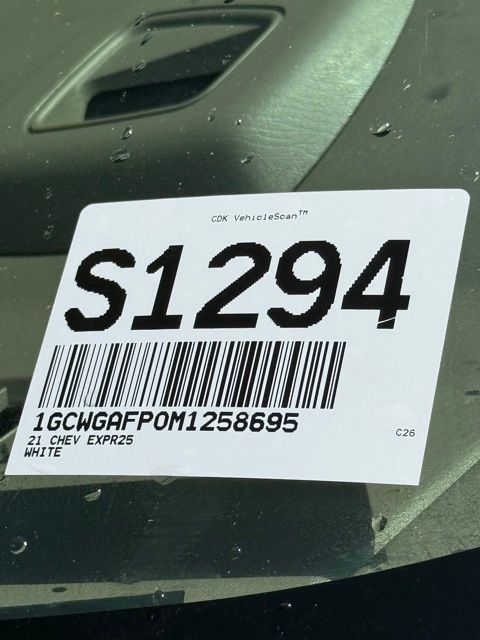 CDK VehicleScan™
S1294
1GCWGAFP0M1258695
21 CHEV EXPR25
WHITE
C26